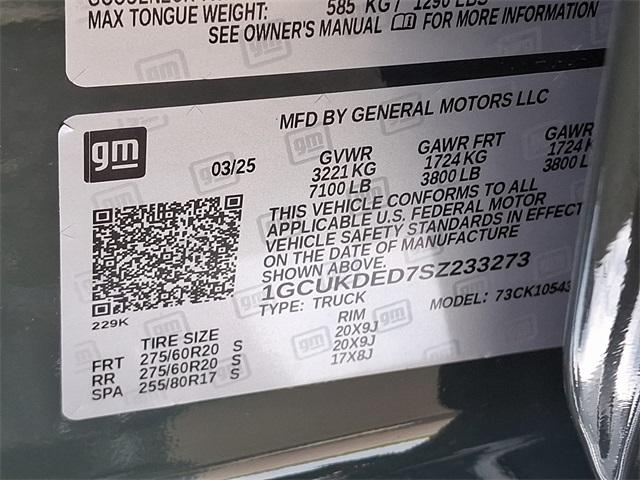 MAX TONGUE WEIGHT: 585 KG / 1290 LBS
SEE OWNER'S MANUAL FOR MORE INFORMATION
MFD BY GENERAL MOTORS LLC
gm
03/25
GVWR GAWR FRT GAWR
3221 KG 1724 KG 1724 K
7100 LB 3800 LB 3800 L
THIS VEHICLE CONFORMS TO ALL
APPLICABLE U.S. FEDERAL MOTOR
VEHICLE SAFETY STANDARDS IN EFFECT
ON THE DATE OF MANUFACTURE
SHOWN ABOVE.
1GCUKDED7SZ233273
TYPE: TRUCK MODEL: 73CK10543
229K
TIRE SIZE RIM
FRT 275/60R20 S 20X9J
RR 275/60R20 S 20X9J
SPA 255/80R17 S 17X8J